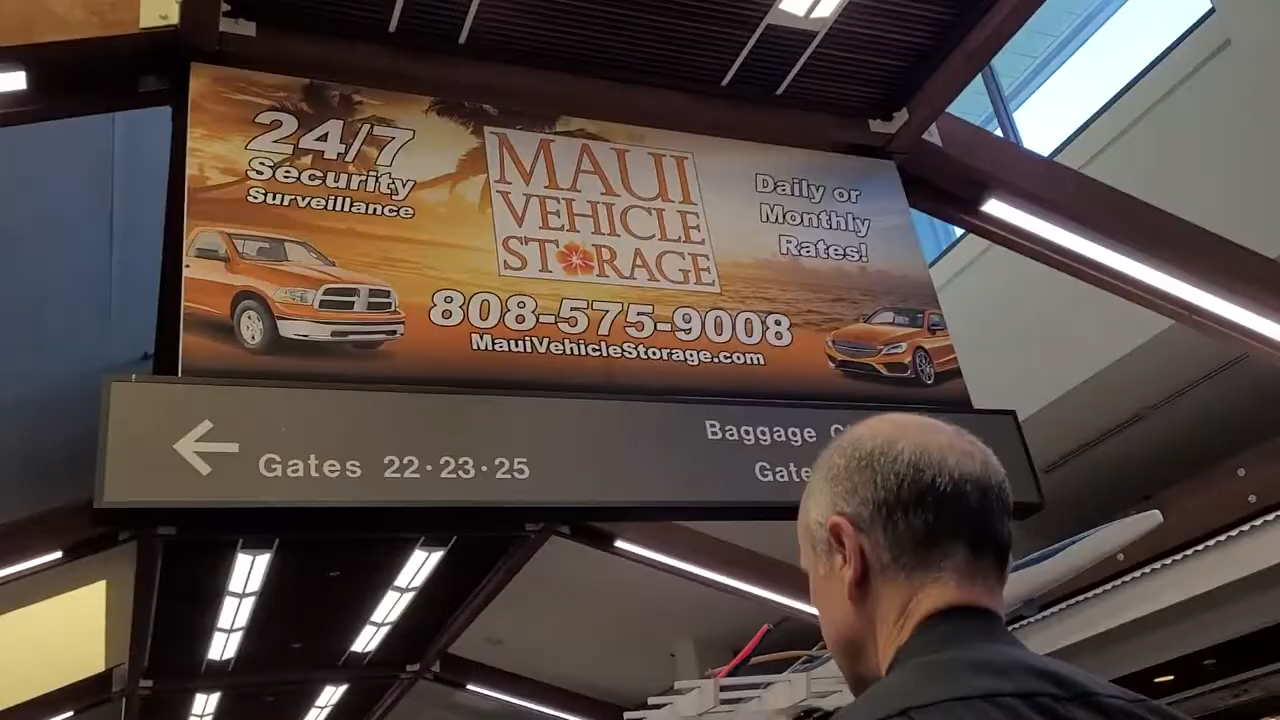 24/7
Security
Surveillance
MAUI
VEHICLE
STORAGE
Daily or
Monthly
Rates!
808-575-9008
MauiVehicleStorage.com
Gates 22·23·25
Baggage